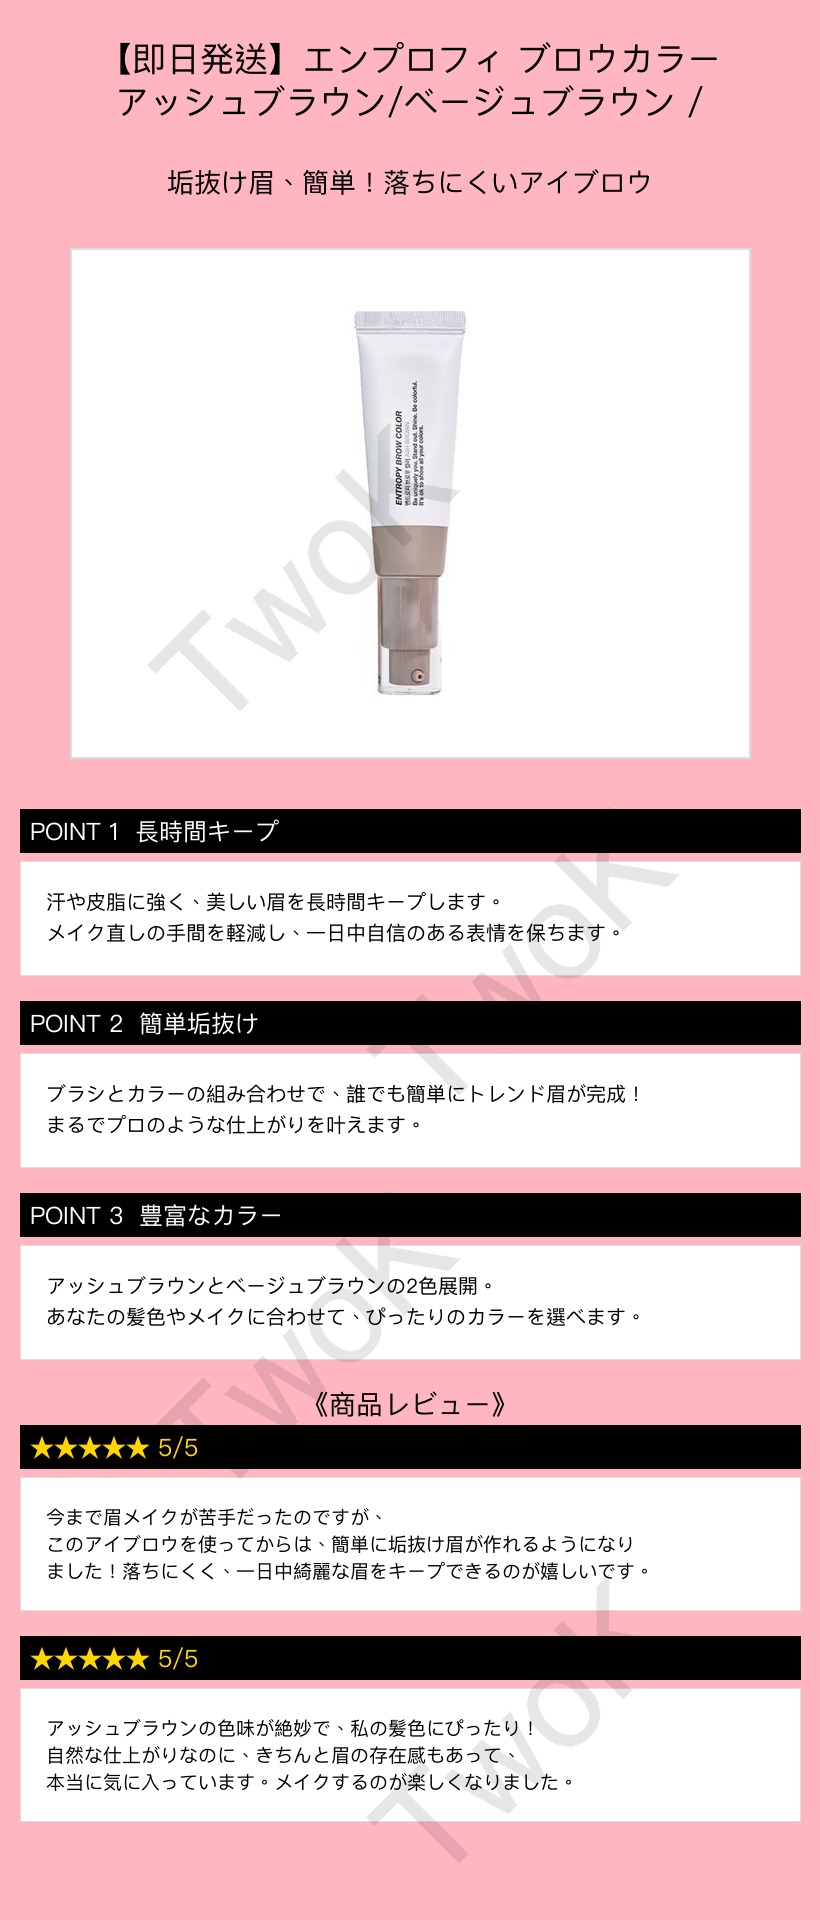 【即日発送】エンプロフィ ブロウカラー
アッシュブラウン/ベージュブラウン /
垢抜け眉、簡単！落ちにくいアイブロウ
ENTROPY BROW COLOR
엔트로피 브로우 컬러 ASH BROWN
Be uniquely you. Stand out. Shine. Be colorful.
It's ok to show all your colors.
Twok
POINT 1 長時間キープ
汗や皮脂に強く、美しい眉を長時間キープします。
メイク直しの手間を軽減し、一日中自信のある表情を保ちます。
Twok
POINT 2 簡単垢抜け
ブラシとカラーの組み合わせで、誰でも簡単にトレンド眉が完成！
まるでプロのような仕上がりを叶えます。
POINT 3 豊富なカラー
アッシュブラウンとベージュブラウンの2色展開。
あなたの髪色やメイクに合わせて、ぴったりのカラーを選べます。
Twok
《商品レビュー》
★★★★★ 5/5
今まで眉メイクが苦手だったのですが、
このアイブロウを使ってからは、簡単に垢抜け眉が作れるようになり
ました！落ちにくく、一日中綺麗な眉をキープできるのが嬉しいです。
★★★★★ 5/5
アッシュブラウンの色味が絶妙で、私の髪色にぴったり！
自然な仕上がりなのに、きちんと眉の存在感もあって、
本当に気に入っています。メイクするのが楽しくなりました。
Twok